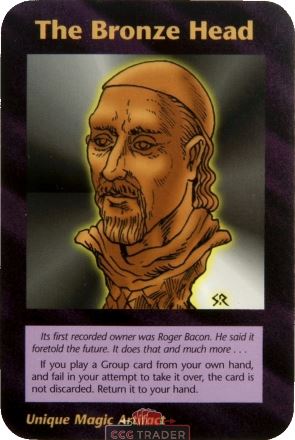 The Bronze Head
SR
Its first recorded owner was Roger Bacon. He said it
foretold the future. It does that and much more . . .
If you play a Group card from your own hand,
and fail in your attempt to take it over, the card is
not discarded. Return it to your hand.
Unique Magic Artifact
CCG TRADER